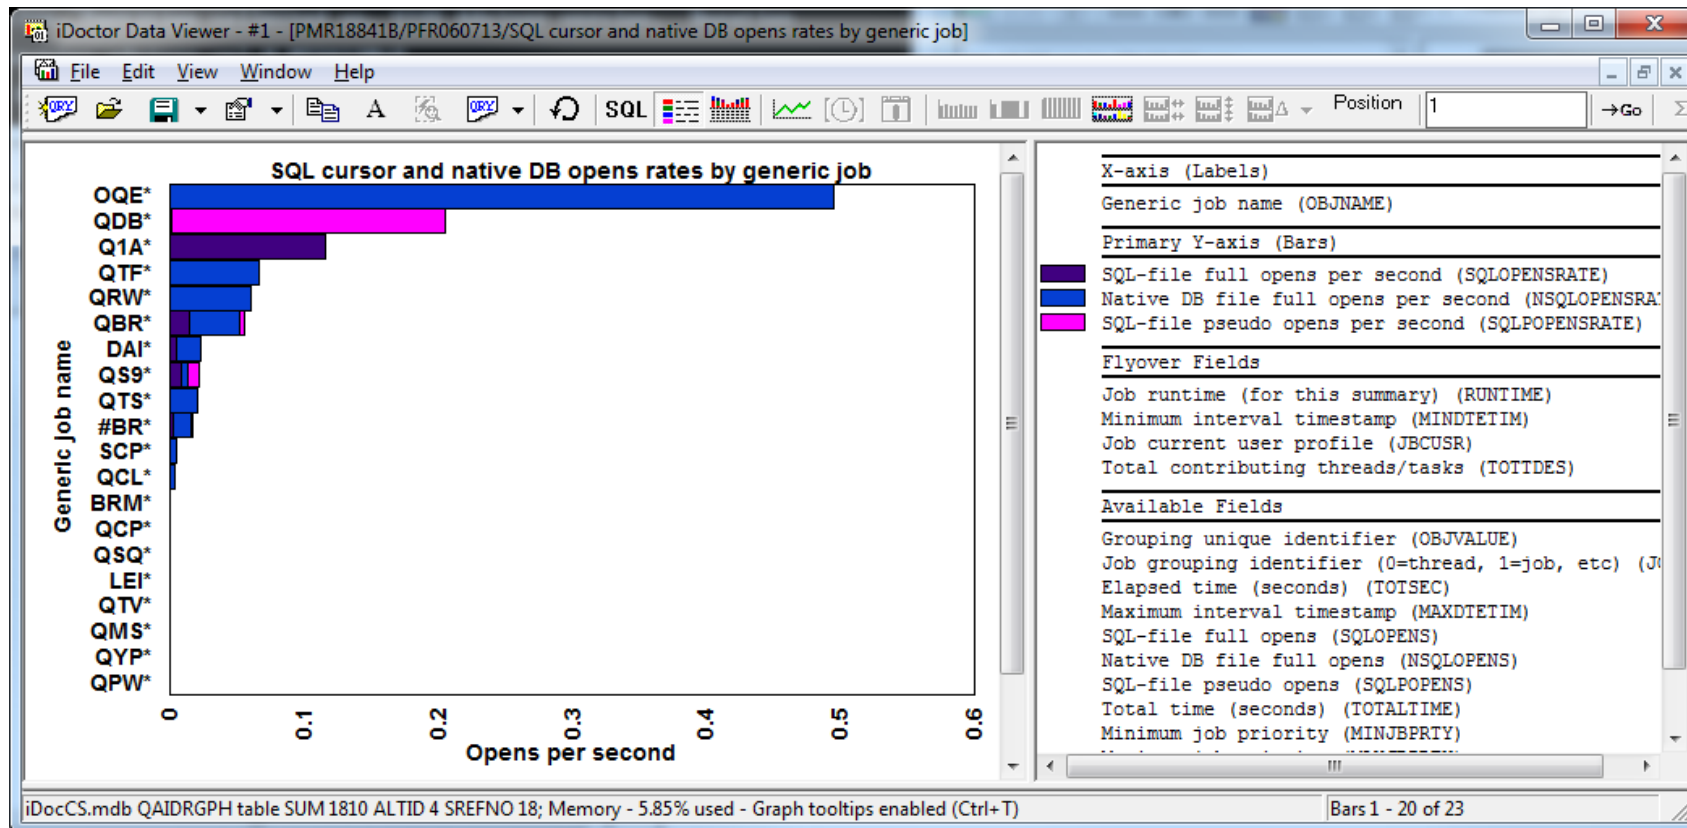 iDoctor Data Viewer - #1 - [PMR18841B/PFR060713/SQL cursor and native DB opens rates by generic job]
File Edit View Window Help
QRY A QRY SQL Position 1 →Go Σ
SQL cursor and native DB opens rates by generic job
Generic job name
OQE*
QDB*
Q1A*
QTF*
QRW*
QBR*
DAI*
QS9*
QTS*
#BR*
SCP*
QCL*
BRM*
QCP*
QSQ*
LEI*
QTV*
QMS*
QYP*
QPW*
0 0.1 0.2 0.3 0.4 0.5 0.6
Opens per second
X-axis (Labels)
Generic job name (OBJNAME)
Primary Y-axis (Bars)
SQL-file full opens per second (SQLOPENSRATE)
Native DB file full opens per second (NSQLOPENSRA
SQL-file pseudo opens per second (SQLPOPENSRATE)
Flyover Fields
Job runtime (for this summary) (RUNTIME)
Minimum interval timestamp (MINDTETIM)
Job current user profile (JBCUSR)
Total contributing threads/tasks (TOTTDES)
Available Fields
Grouping unique identifier (OBJVALUE)
Job grouping identifier (0=thread, 1=job, etc) (J
Elapsed time (seconds) (TOTSEC)
Maximum interval timestamp (MAXDTETIM)
SQL-file full opens (SQLOPENS)
Native DB file full opens (NSQLOPENS)
SQL-file pseudo opens (SQLPOPENS)
Total time (seconds) (TOTALTIME)
Minimum job priority (MINJBPRTY)
iDocCS.mdb QAIDRGPH table SUM 1810 ALTID 4 SREFNO 18; Memory - 5.85% used - Graph tooltips enabled (Ctrl+T)
Bars 1 - 20 of 23